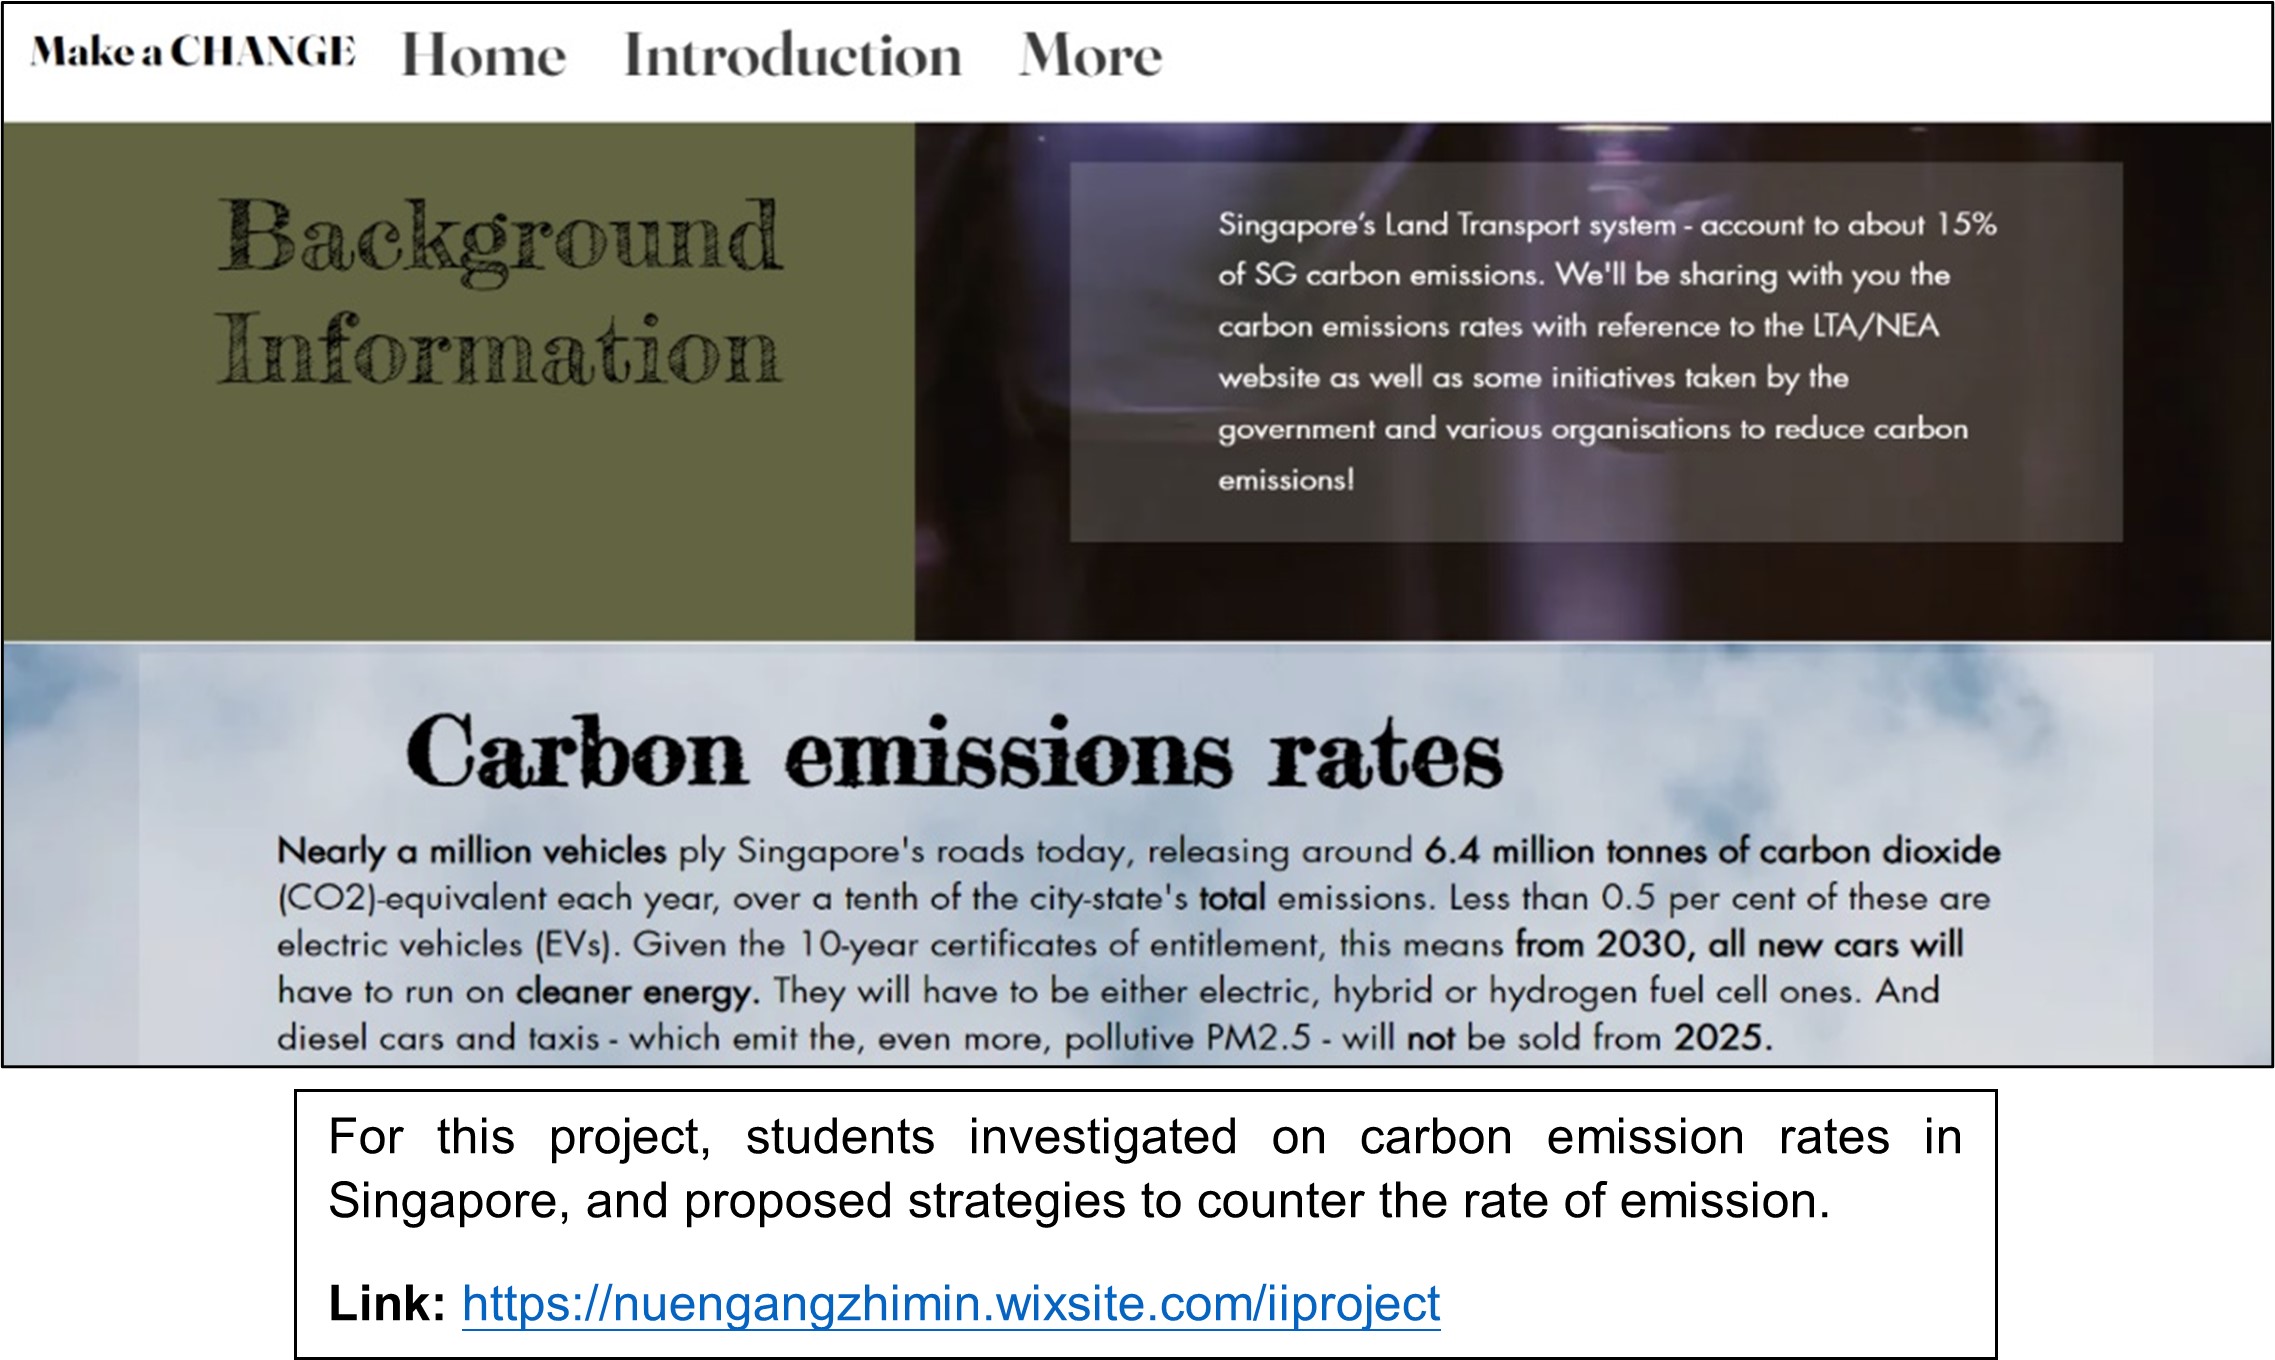 Make a CHANGE Home Introduction More
Background
Information
Singapore's Land Transport system - account to about 15%
of SG carbon emissions. We'll be sharing with you the
carbon emissions rates with reference to the LTA/NEA
website as well as some initiatives taken by the
government and various organisations to reduce carbon
emissions!
Carbon emissions rates
Nearly a million vehicles ply Singapore's roads today, releasing around 6.4 million tonnes of carbon dioxide
(CO2)-equivalent each year, over a tenth of the city-state's total emissions. Less than 0.5 per cent of these are
electric vehicles (EVs). Given the 10-year certificates of entitlement, this means from 2030, all new cars will
have to run on cleaner energy. They will have to be either electric, hybrid or hydrogen fuel cell ones. And
diesel cars and taxis - which emit the, even more, pollutive PM2.5 - will not be sold from 2025.
For this project, students investigated on carbon emission rates in
Singapore, and proposed strategies to counter the rate of emission.
Link: https://nuengangzhimin.wixsite.com/iiproject